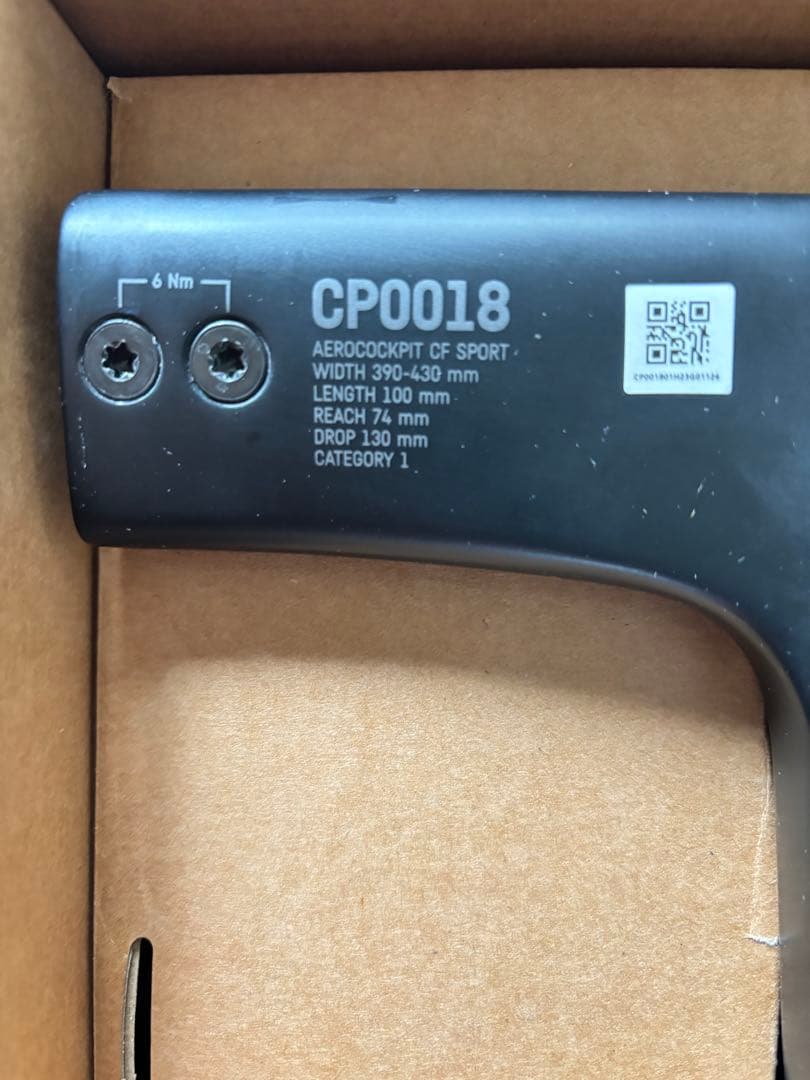 6 Nm
CP0018
AEROCOCKPIT CF SPORT
WIDTH 390-430 mm
LENGTH 100 mm
REACH 74 mm
DROP 130 mm
CATEGORY 1
CP001801H23G01126